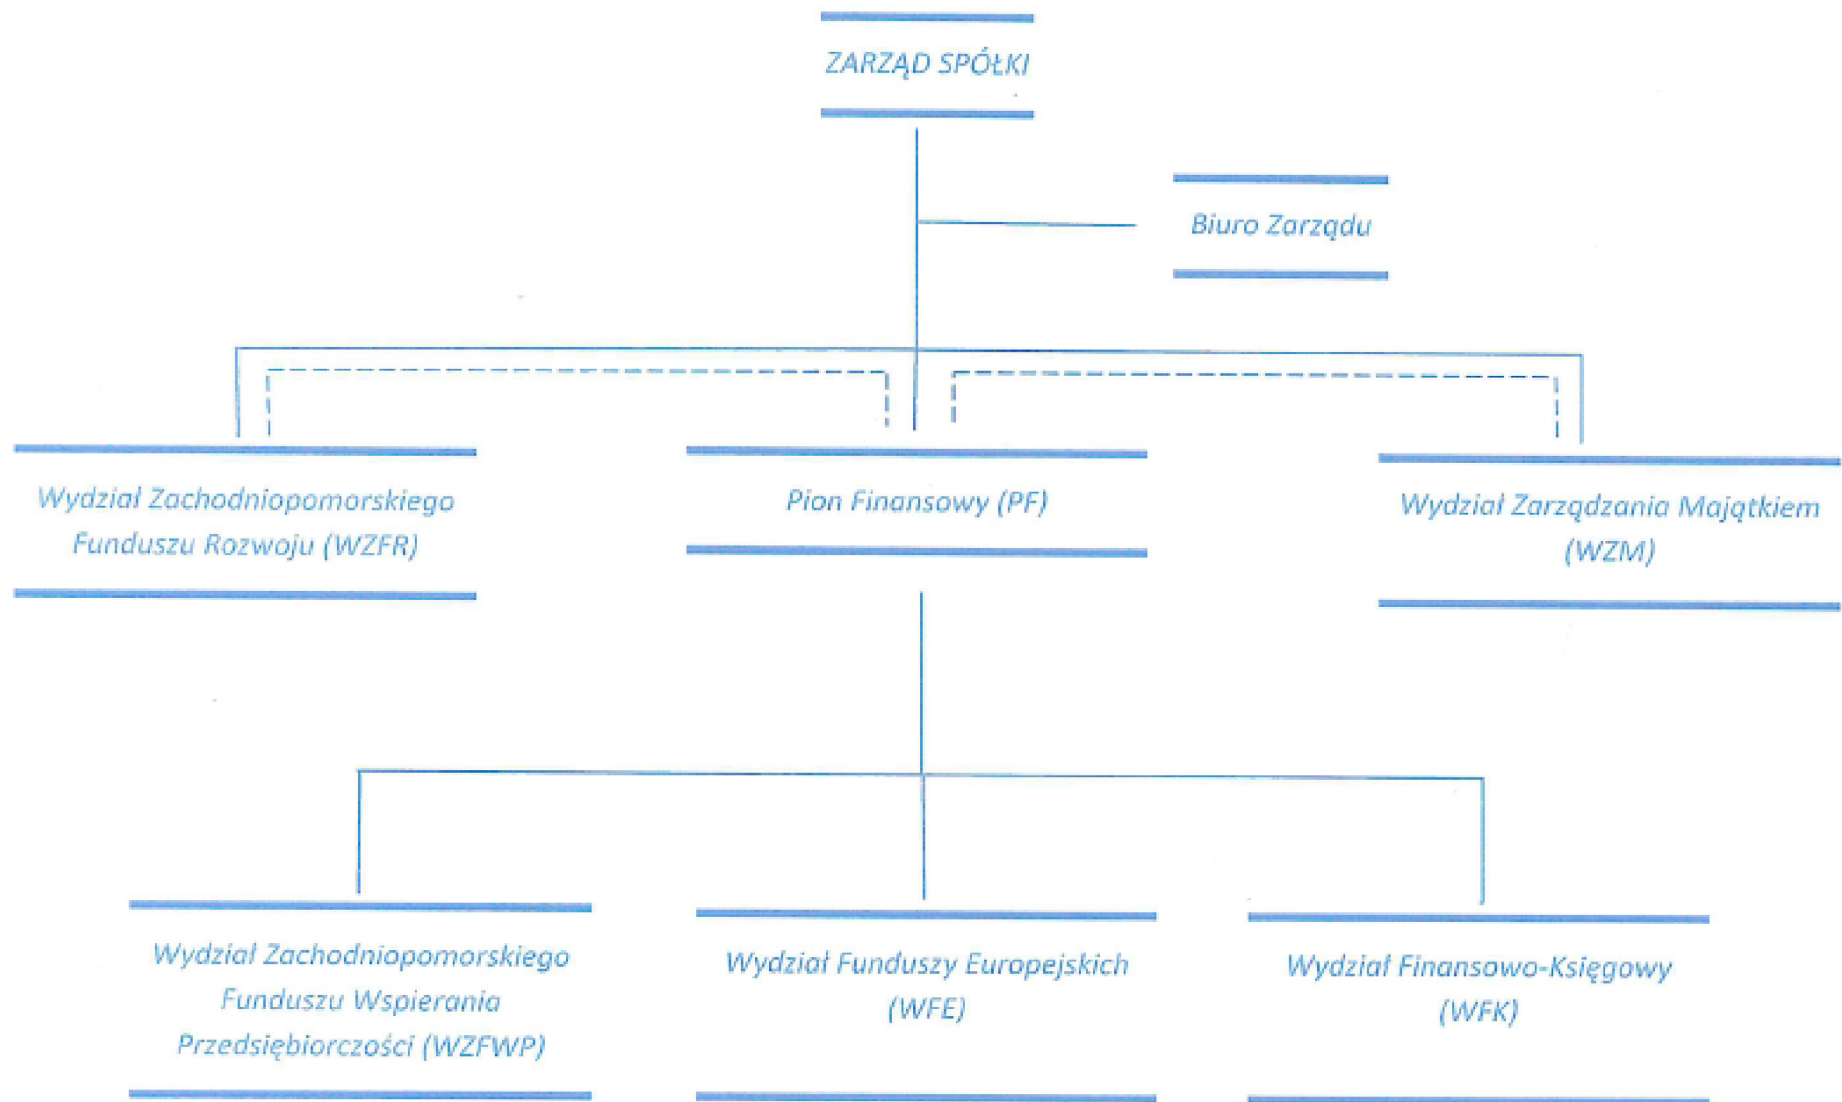 ZARZĄD SPÓŁKI
Biuro Zarządu
Wydział Zachodniopomorskiego
Funduszu Rozwoju (WZFR)
Pion Finansowy (PF)
Wydział Zarządzania Majątkiem
(WZM)
Wydział Zachodniopomorskiego
Funduszu Wspierania
Przedsiębiorczości (WZFWP)
Wydział Funduszy Europejskich
(WFE)
Wydział Finansowo-Księgowy
(WFK)